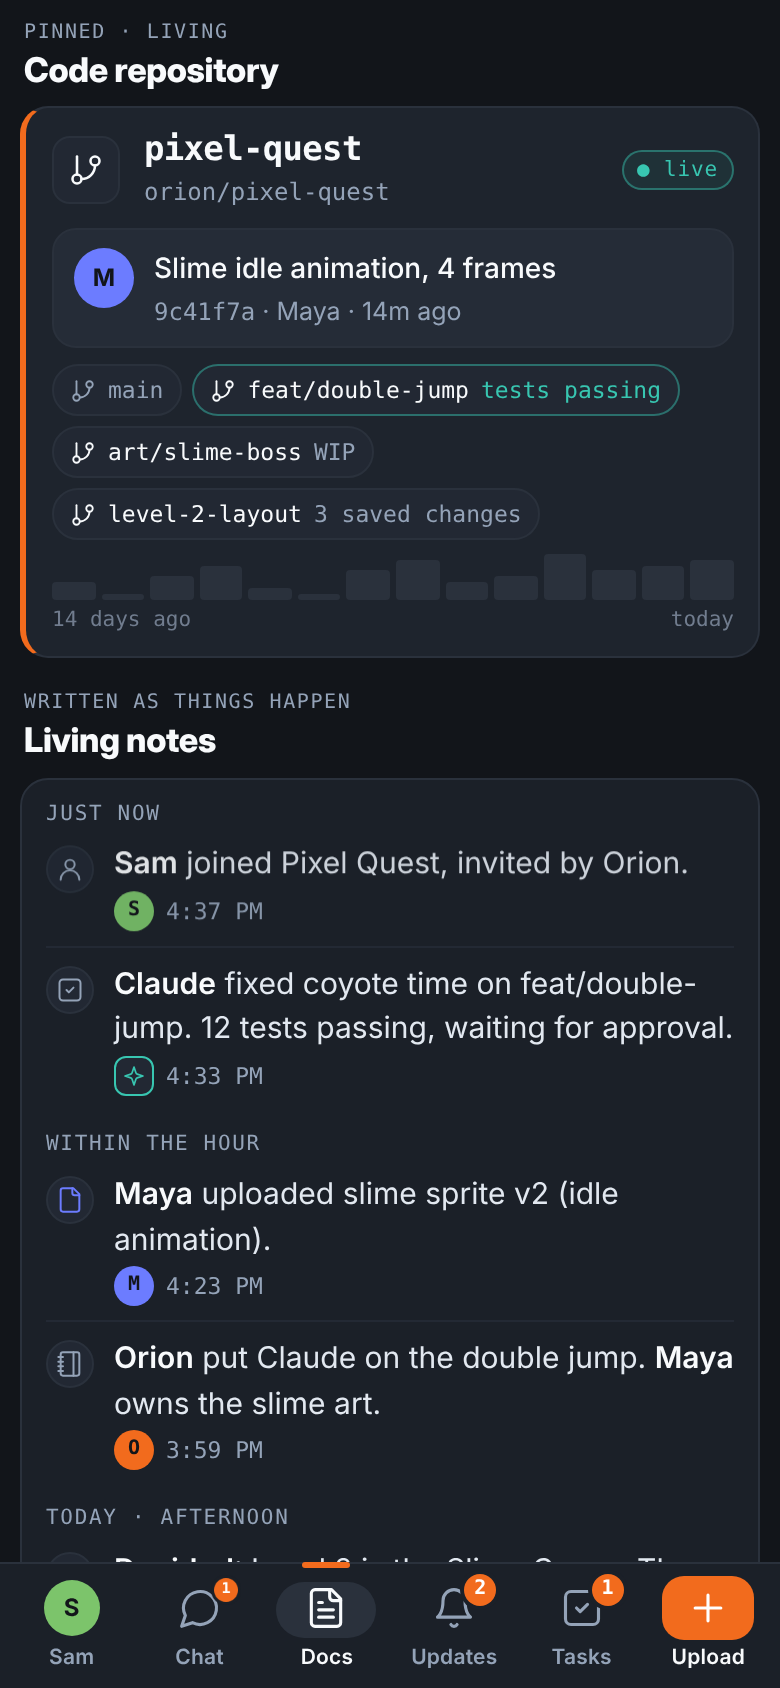 PINNED · LIVING
Code repository
pixel-quest
orion/pixel-quest
live
M
Slime idle animation, 4 frames
9c41f7a · Maya · 14m ago
main
feat/double-jump tests passing
art/slime-boss WIP
level-2-layout 3 saved changes
14 days ago
today
WRITTEN AS THINGS HAPPEN
Living notes
JUST NOW
Sam joined Pixel Quest, invited by Orion.
S 4:37 PM
Claude fixed coyote time on feat/double-
jump. 12 tests passing, waiting for approval.
4:33 PM
WITHIN THE HOUR
Maya uploaded slime sprite v2 (idle
animation).
M 4:23 PM
Orion put Claude on the double jump. Maya
owns the slime art.
O 3:59 PM
TODAY · AFTERNOON
S
1
2
1
Sam
Chat
Docs
Updates
Tasks
Upload